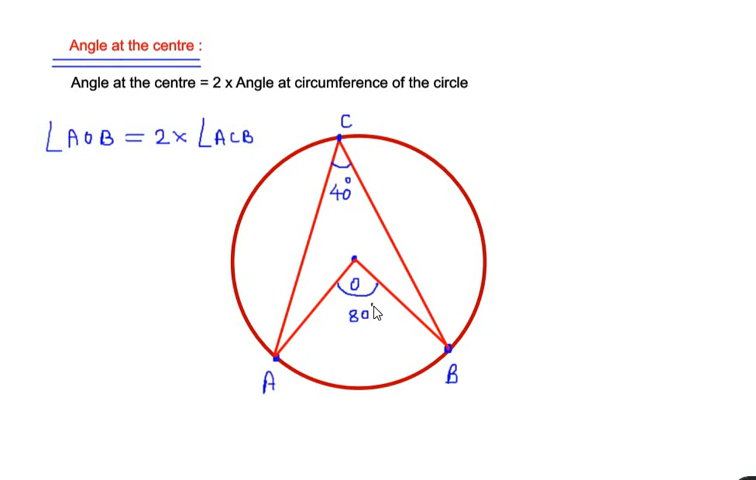 Angle at the centre :
Angle at the centre = 2 x Angle at circumference of the circle
∠AOB = 2× ∠ACB
C
40°
O
80°
A
B